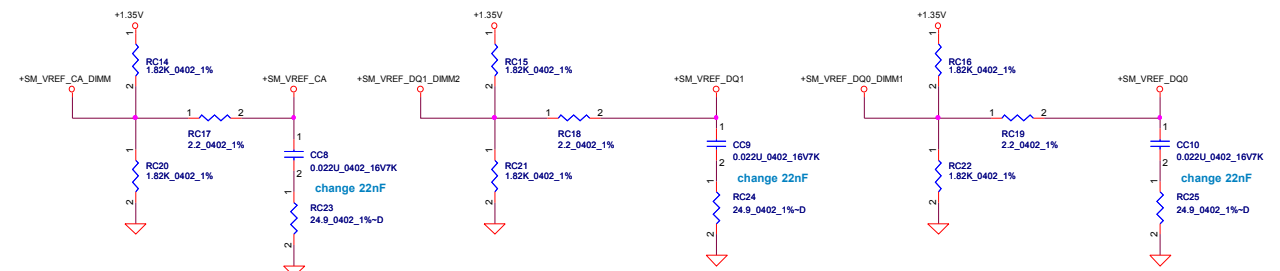 +1.35V
1
RC14
1.82K_0402_1%
2
+SM_VREF_CA_DIMM
+SM_VREF_CA
1
2
RC17
2.2_0402_1%
1
RC20
1.82K_0402_1%
2
1
CC8
0.022U_0402_16V7K
2
change 22nF
1
RC23
24.9_0402_1%~D
2
+1.35V
1
RC15
1.82K_0402_1%
2
+SM_VREF_DQ1_DIMM2
+SM_VREF_DQ1
1
2
RC18
2.2_0402_1%
1
RC21
1.82K_0402_1%
2
1
CC9
0.022U_0402_16V7K
2
change 22nF
1
RC24
24.9_0402_1%~D
2
+1.35V
1
RC16
1.82K_0402_1%
2
+SM_VREF_DQ0_DIMM1
+SM_VREF_DQ0
1
2
RC19
2.2_0402_1%
1
RC22
1.82K_0402_1%
2
1
CC10
0.022U_0402_16V7K
2
change 22nF
1
RC25
24.9_0402_1%~D
2